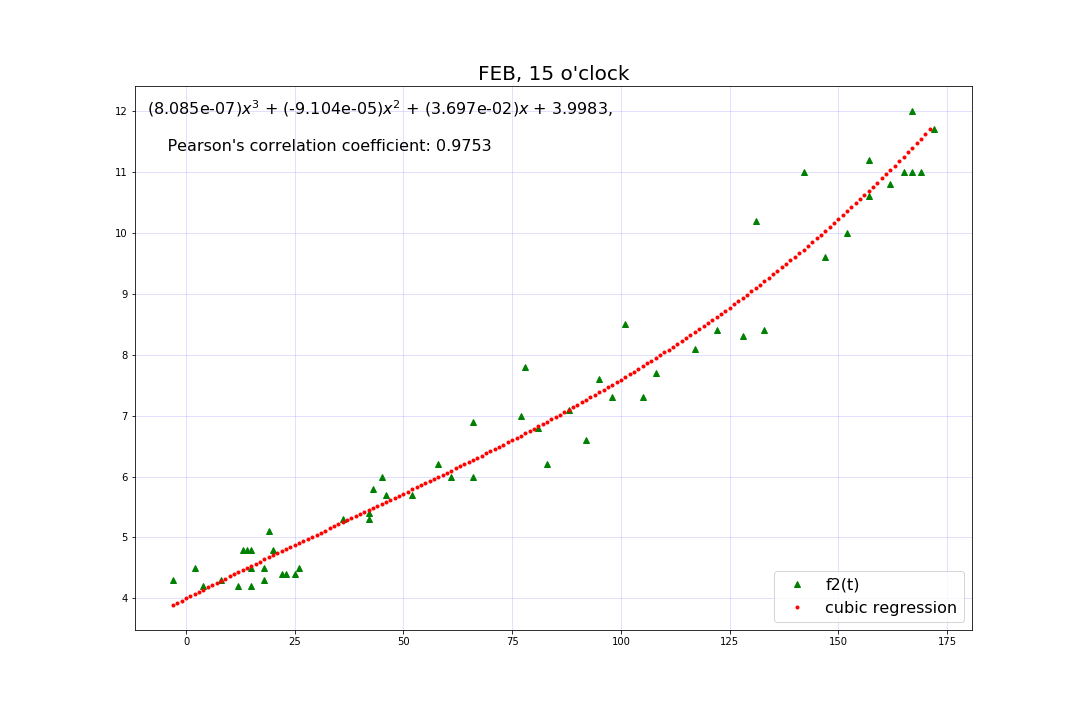 FEB, 15 o'clock
(8.085e-07)x³ + (-9.104e-05)x² + (3.697e-02)x + 3.9983,
Pearson's correlation coefficient: 0.9753
12
11
10
9
8
7
6
5
4
f2(t)
cubic regression
0 25 50 75 100 125 150 175